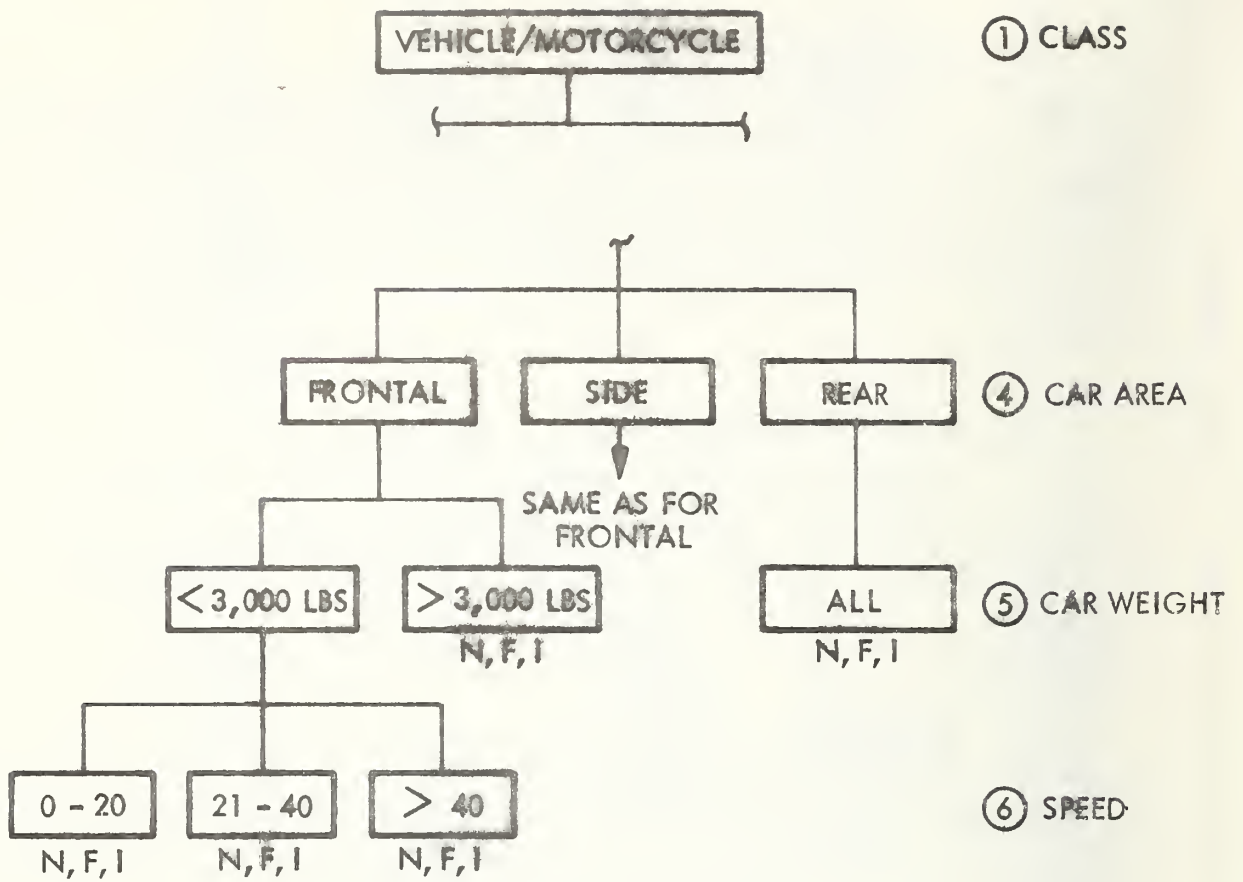 VEHICLE/MOTORCYCLE
① CLASS
FRONTAL
SIDE
REAR
④ CAR AREA
SAME AS FOR
FRONTAL
< 3,000 LBS
> 3,000 LBS
ALL
⑤ CAR WEIGHT
N, F, I
N, F, I
0 - 20
21 - 40
> 40
⑥ SPEED
N, F, I
N, F, I
N, F, I